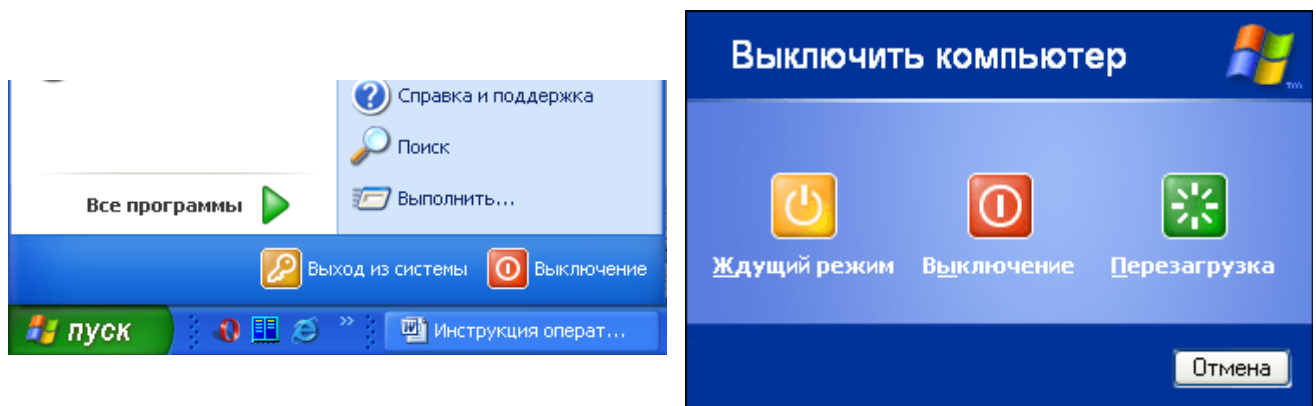 Справка и поддержка
Поиск
Все программы
Выполнить...
Выход из системы
Выключение
пуск
»
Инструкция операт...
Выключить компьютер
TM
Ждущий режим
Выключение
Перезагрузка
Отмена